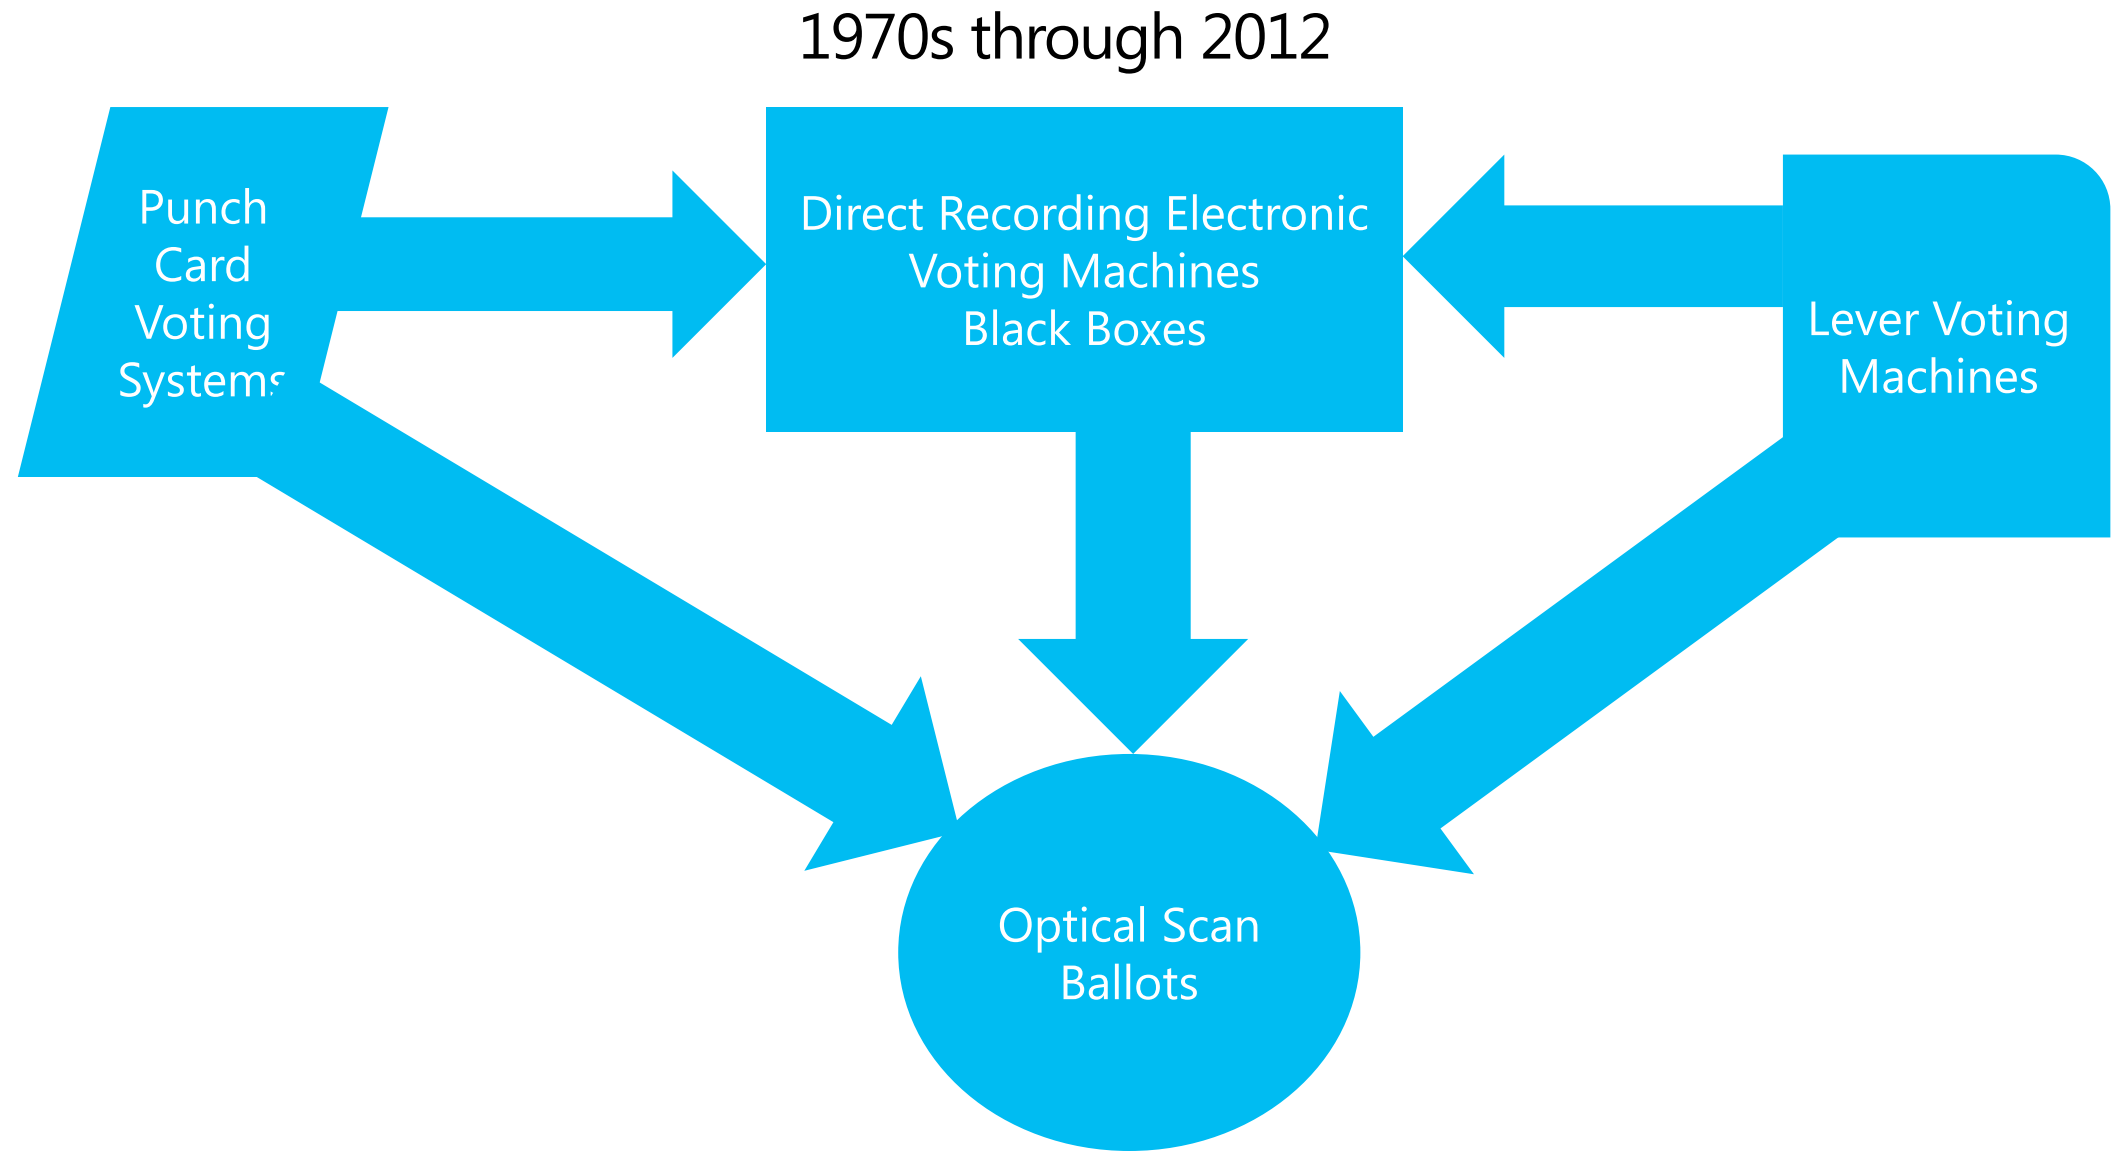 1970s through 2012
Punch
Card
Voting
Systems
Direct Recording Electronic
Voting Machines
Black Boxes
Lever Voting
Machines
Optical Scan
Ballots